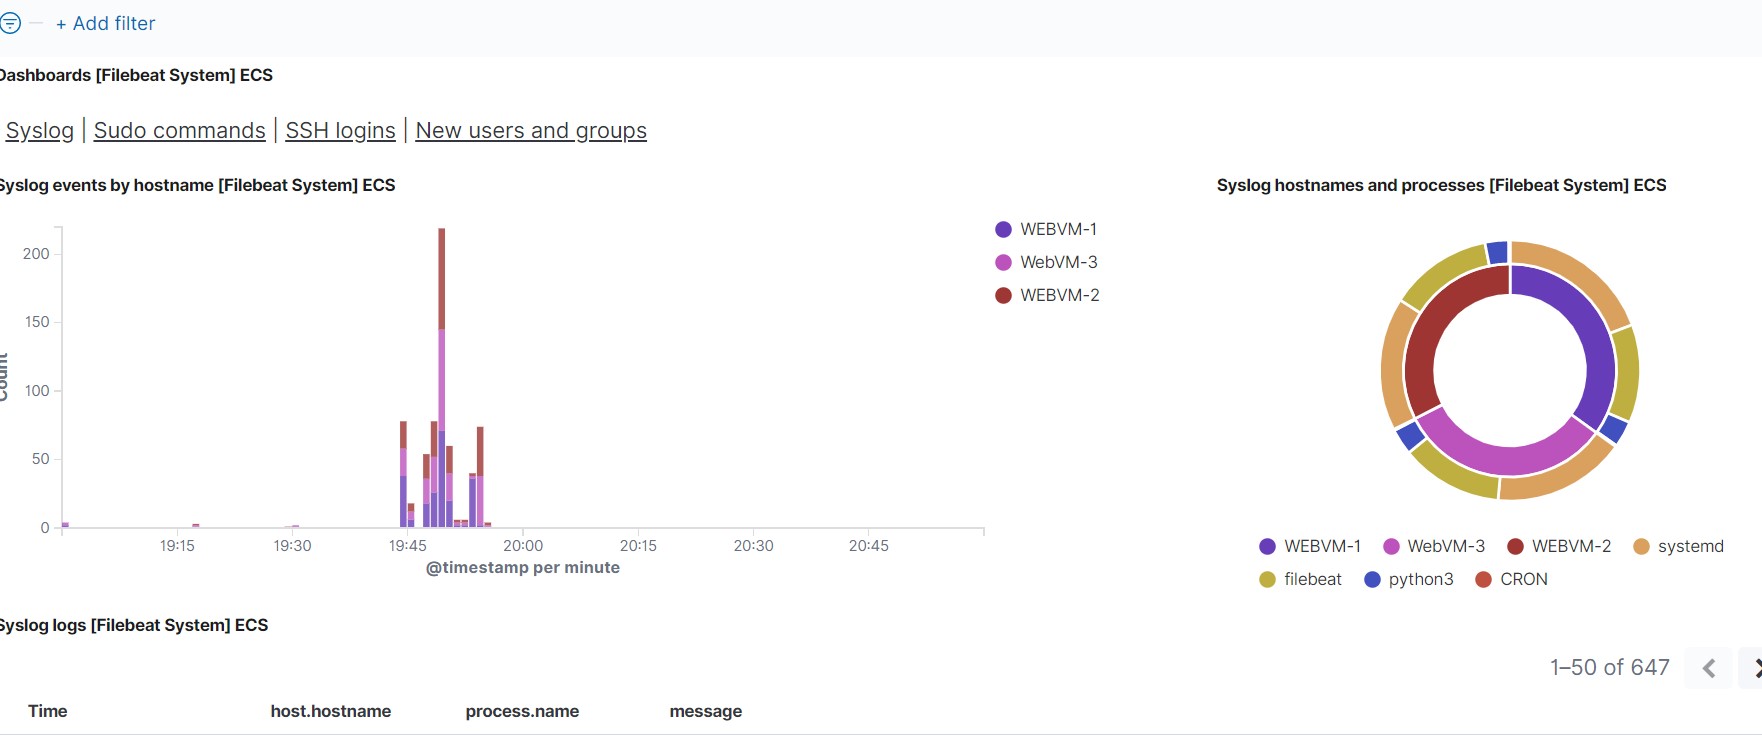 + Add filter
Dashboards [Filebeat System] ECS
Syslog | Sudo commands | SSH logins | New users and groups
Syslog events by hostname [Filebeat System] ECS
200
150
100
50
0
Count
19:15 19:30 19:45 20:00 20:15 20:30 20:45
@timestamp per minute
WEBVM-1
WebVM-3
WEBVM-2
Syslog hostnames and processes [Filebeat System] ECS
WEBVM-1 WebVM-3 WEBVM-2 systemd
filebeat python3 CRON
Syslog logs [Filebeat System] ECS
1–50 of 647
Time host.hostname process.name message